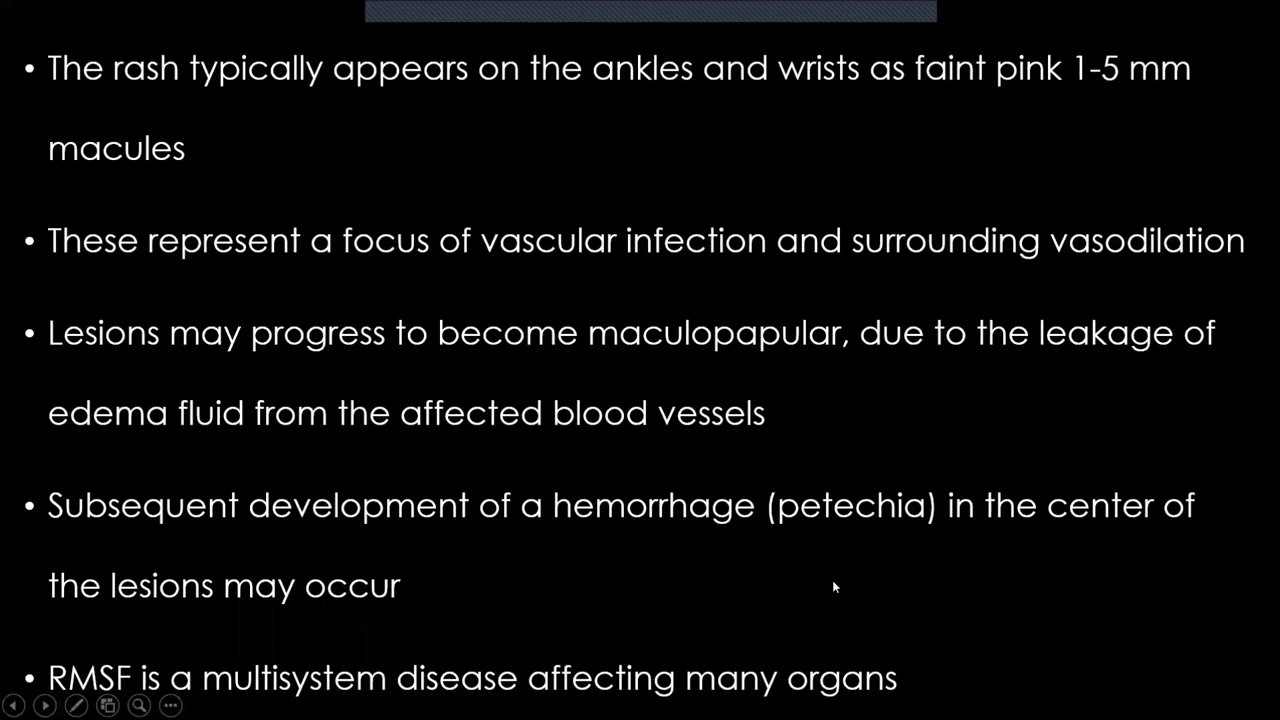 • The rash typically appears on the ankles and wrists as faint pink 1-5 mm
macules
• These represent a focus of vascular infection and surrounding vasodilation
• Lesions may progress to become maculopapular, due to the leakage of
edema fluid from the affected blood vessels
• Subsequent development of a hemorrhage (petechia) in the center of
the lesions may occur
• RMSF is a multisystem disease affecting many organs